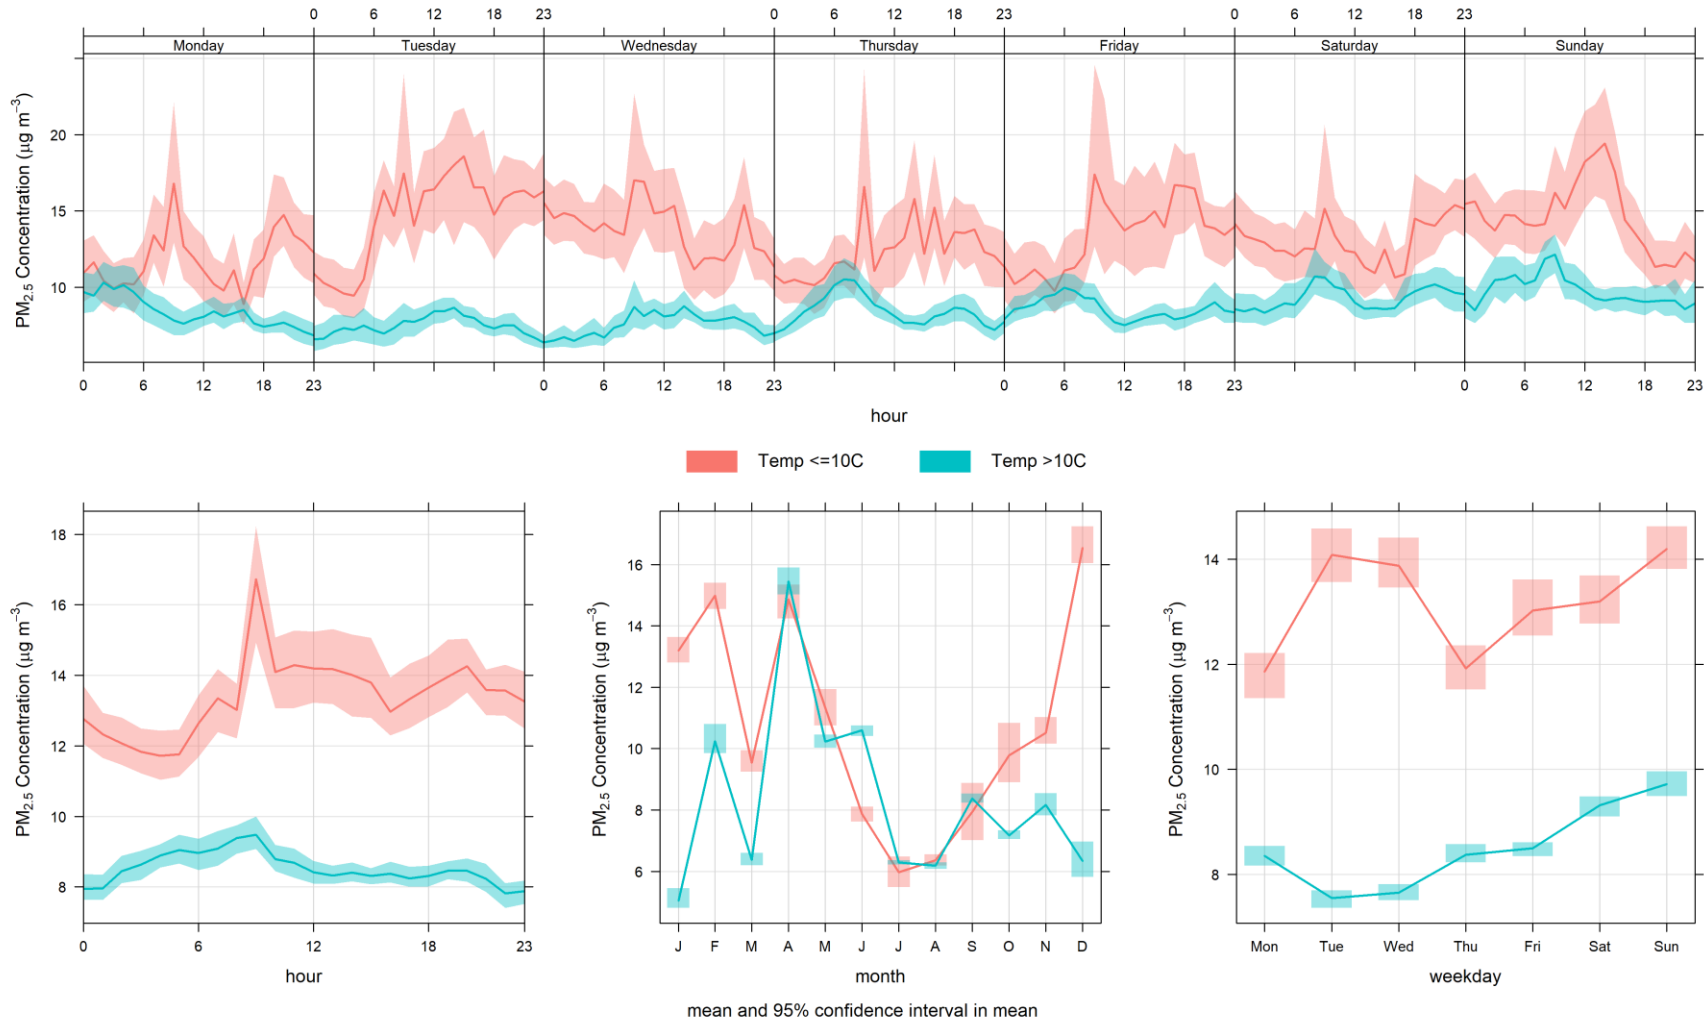 0 6 12 18 23 0 6 12 18 23 0 6 12 18 23
Monday Tuesday Wednesday Thursday Friday Saturday Sunday
PM2.5 Concentration (μg m−3)
20
15
10
0 6 12 18 23 0 6 12 18 23 0 6 12 18 23 0 6 12 18 23
hour
Temp <=10C Temp >10C
PM2.5 Concentration (μg m−3)
18
16
14
12
10
8
0 6 12 18 23
hour
PM2.5 Concentration (μg m−3)
16
14
12
10
8
6
J F M A M J J A S O N D
month
PM2.5 Concentration (μg m−3)
14
12
10
8
Mon Tue Wed Thu Fri Sat Sun
weekday
mean and 95% confidence interval in mean